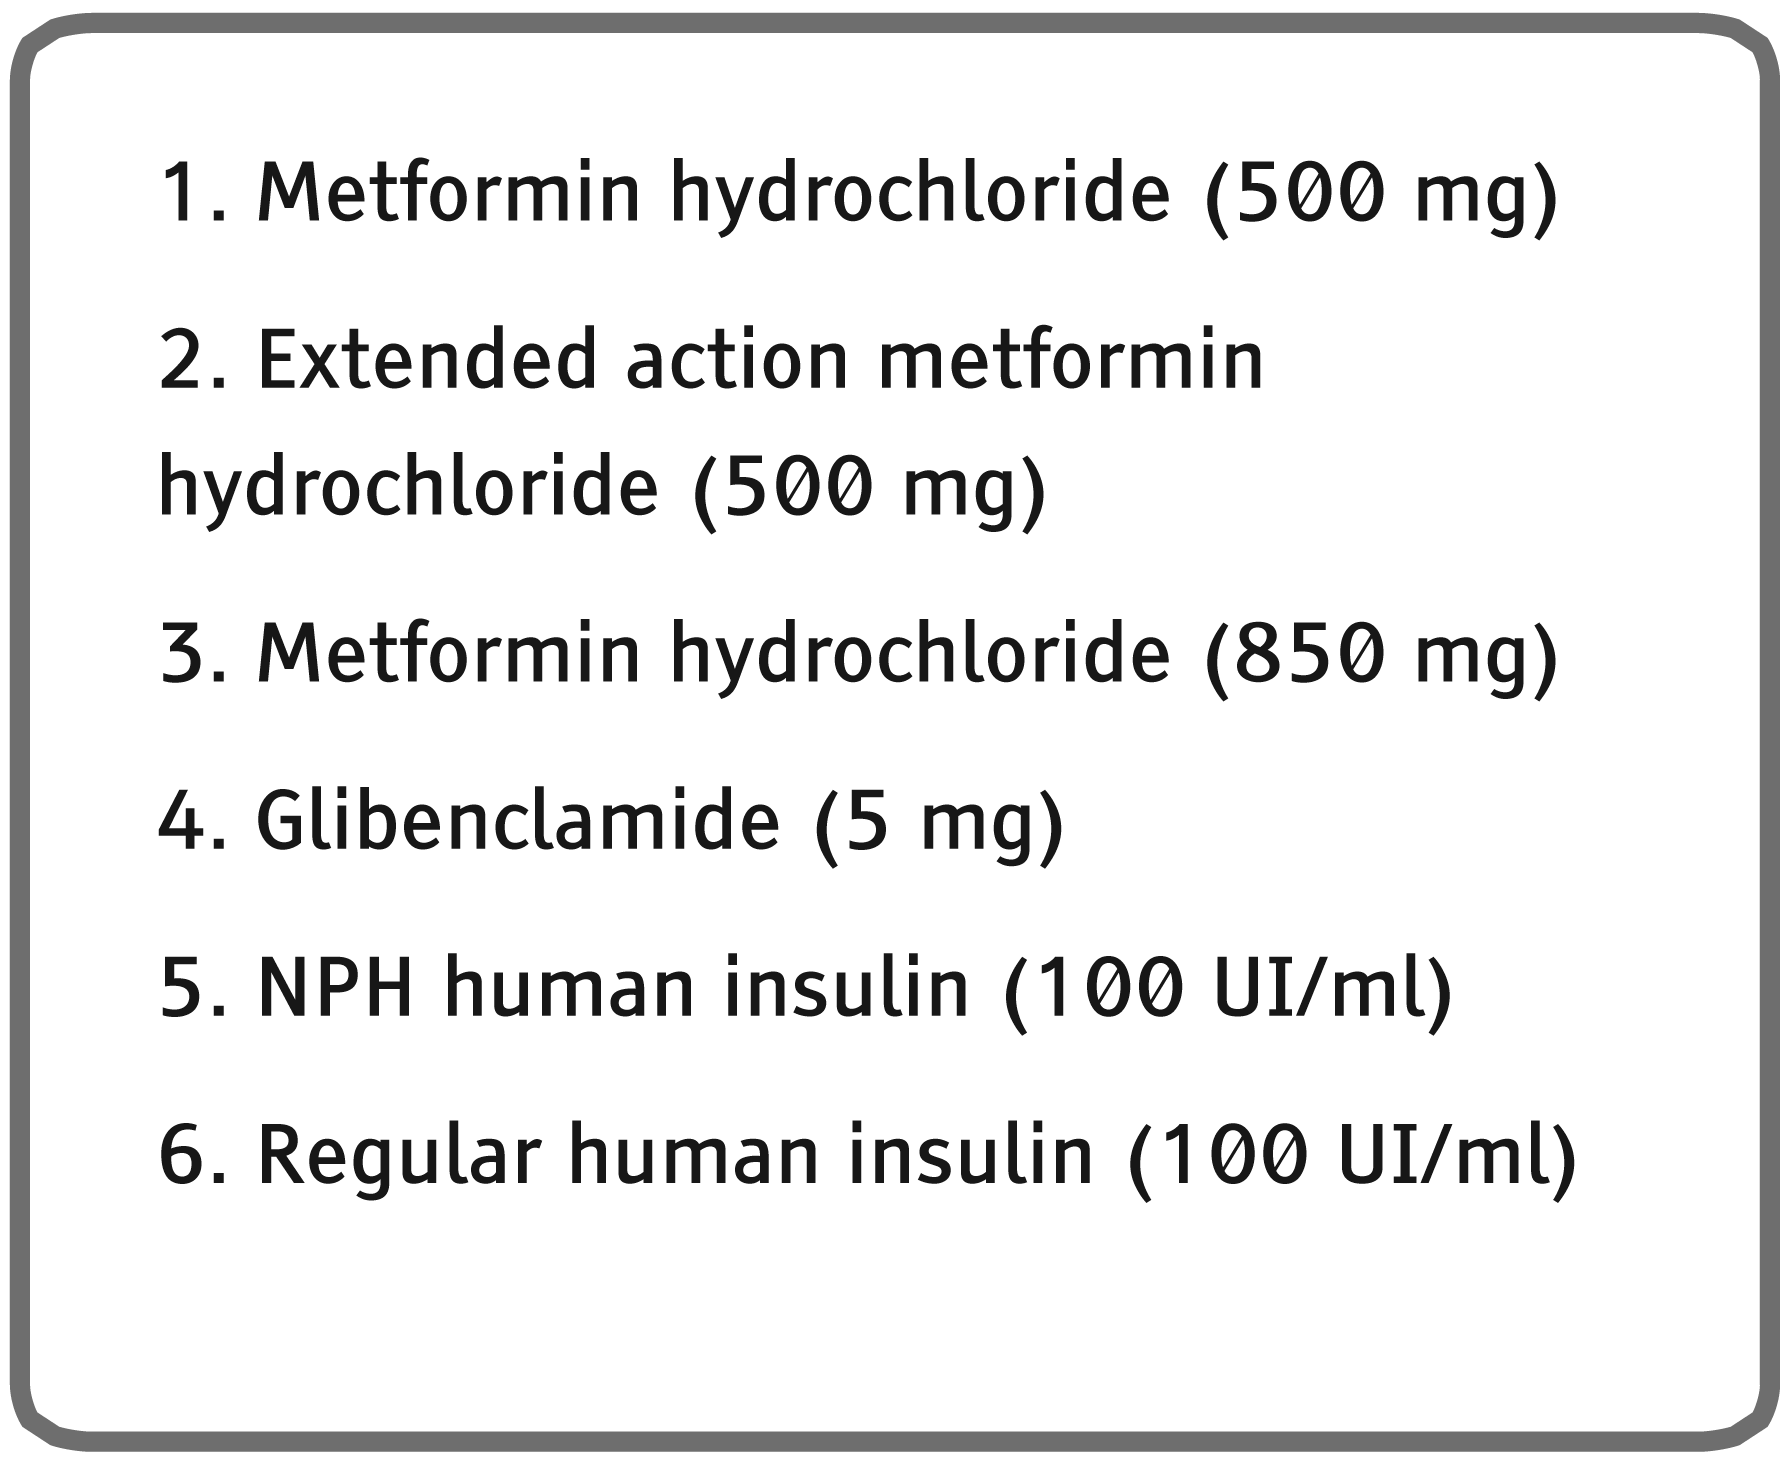 1. Metformin hydrochloride (500 mg)
2. Extended action metformin
hydrochloride (500 mg)
3. Metformin hydrochloride (850 mg)
4. Glibenclamide (5 mg)
5. NPH human insulin (100 UI/ml)
6. Regular human insulin (100 UI/ml)